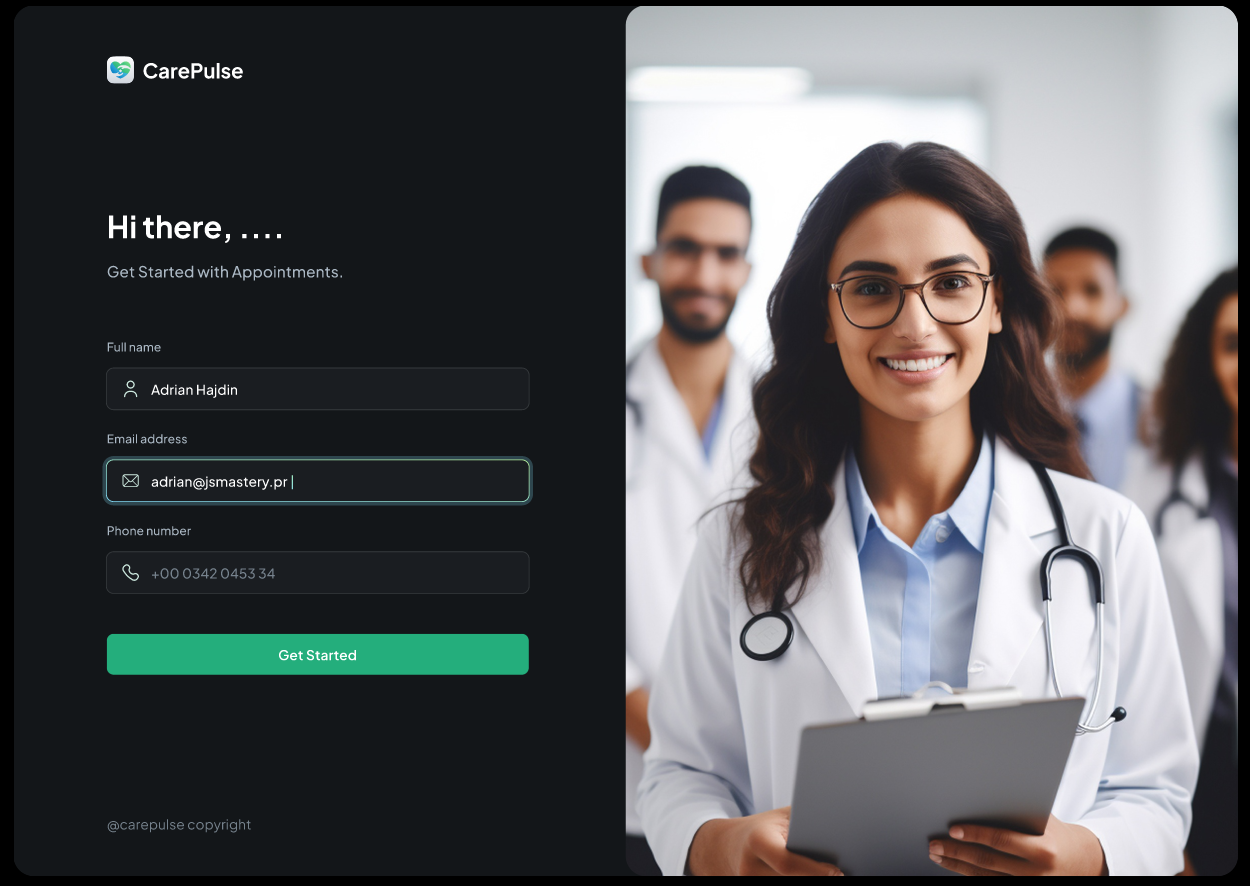 CarePulse
Hi there, ....
Get Started with Appointments.
Full name
Adrian Hajdin
Email address
adrian@jsmastery.pr
Phone number
+00 0342 0453 34
Get Started
@carepulse copyright